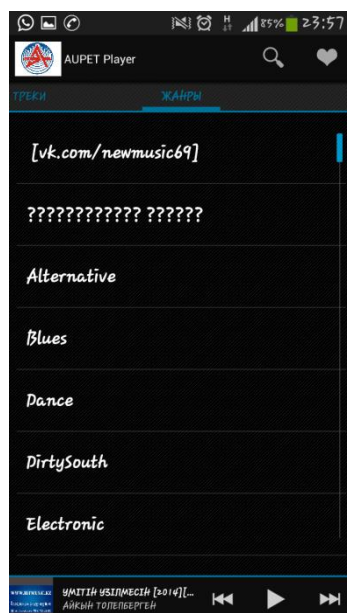 H 85% 23:57
AUPET Player
ТРЕКИ ЖАНРЫ
[vk.com/newmusic69]
???????????? ??????
Alternative
Blues
Dance
DirtySouth
Electronic
ҮМІТІН ҮЗІЛМЕСІН [2014][...
АЙКЫН ТОЛЕПБЕРГЕН